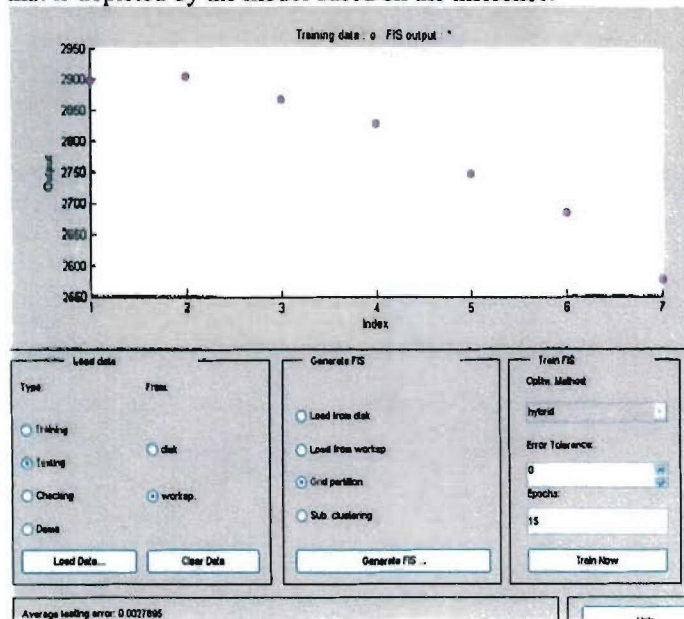 that is depicted by the model based on the difference.
Training data : o FIS output : *
2950
2900
2850
2800
2750
2700
2650
2600
2550
Output
1 2 3 4 5 6 7
Index
Load data
Type:
From:
Training
Testing
Checking
Demo
disk
worksp.
Load Data...
Clear Data
Generate FIS
Load from disk
Load from worksp
Grid partition
Sub. clustering
Generate FIS ...
Train FIS
Optim. Method:
hybrid
Error Tolerance:
0
Epochs:
15
Train Now
Average testing error: 0.0027895
Help